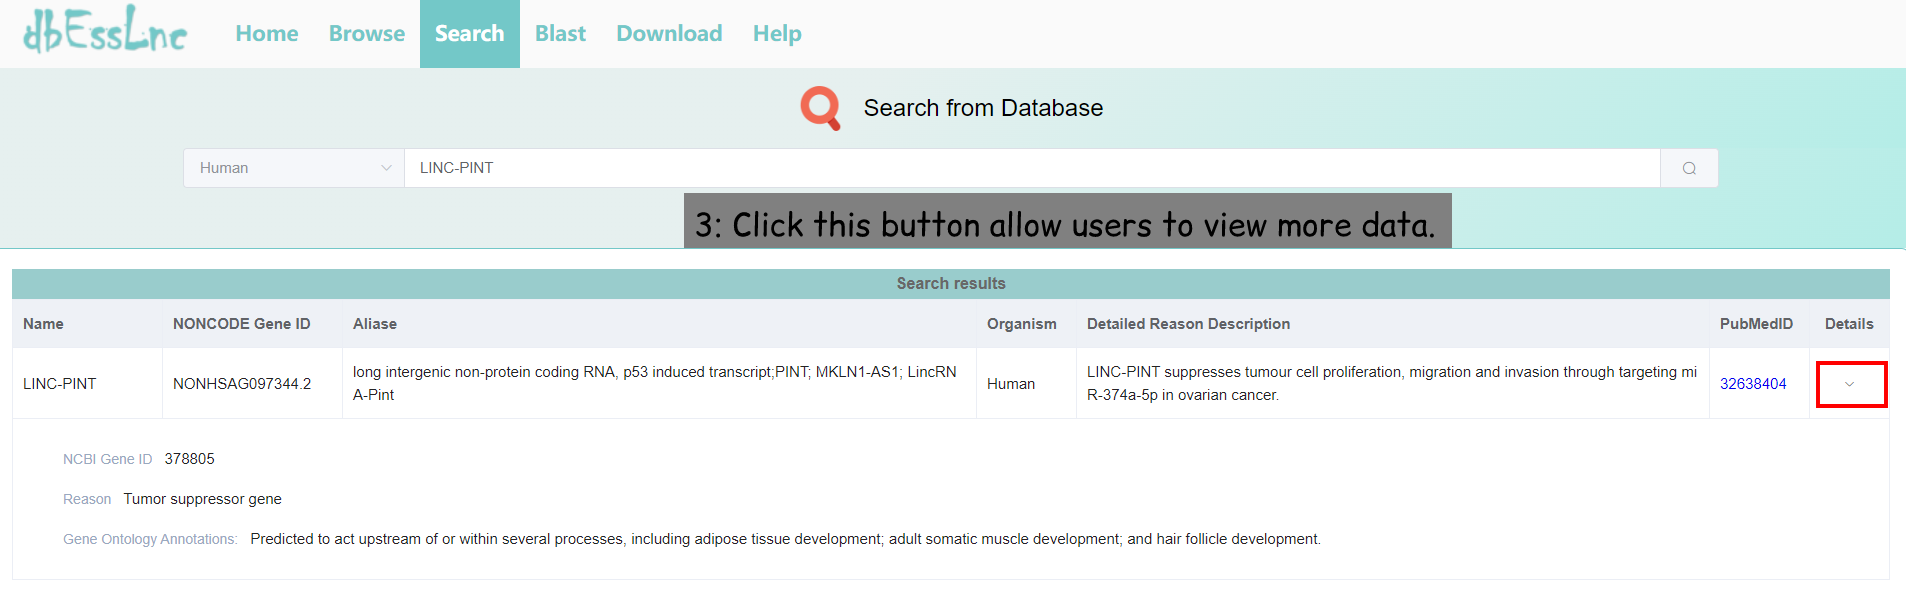 dbEssLnc Home Browse Search Blast Download Help
Search from Database
Human LINC-PINT
3: Click this button allow users to view more data.
Search results
Name NONCODE Gene ID Aliase Organism Detailed Reason Description PubMedID Details
LINC-PINT NONHSAG097344.2 long intergenic non-protein coding RNA, p53 induced transcript;PINT; MKLN1-AS1; LincRN
A-Pint Human LINC-PINT suppresses tumour cell proliferation, migration and invasion through targeting mi
R-374a-5p in ovarian cancer. 32638404
NCBI Gene ID 378805
Reason Tumor suppressor gene
Gene Ontology Annotations: Predicted to act upstream of or within several processes, including adipose tissue development; adult somatic muscle development; and hair follicle development.